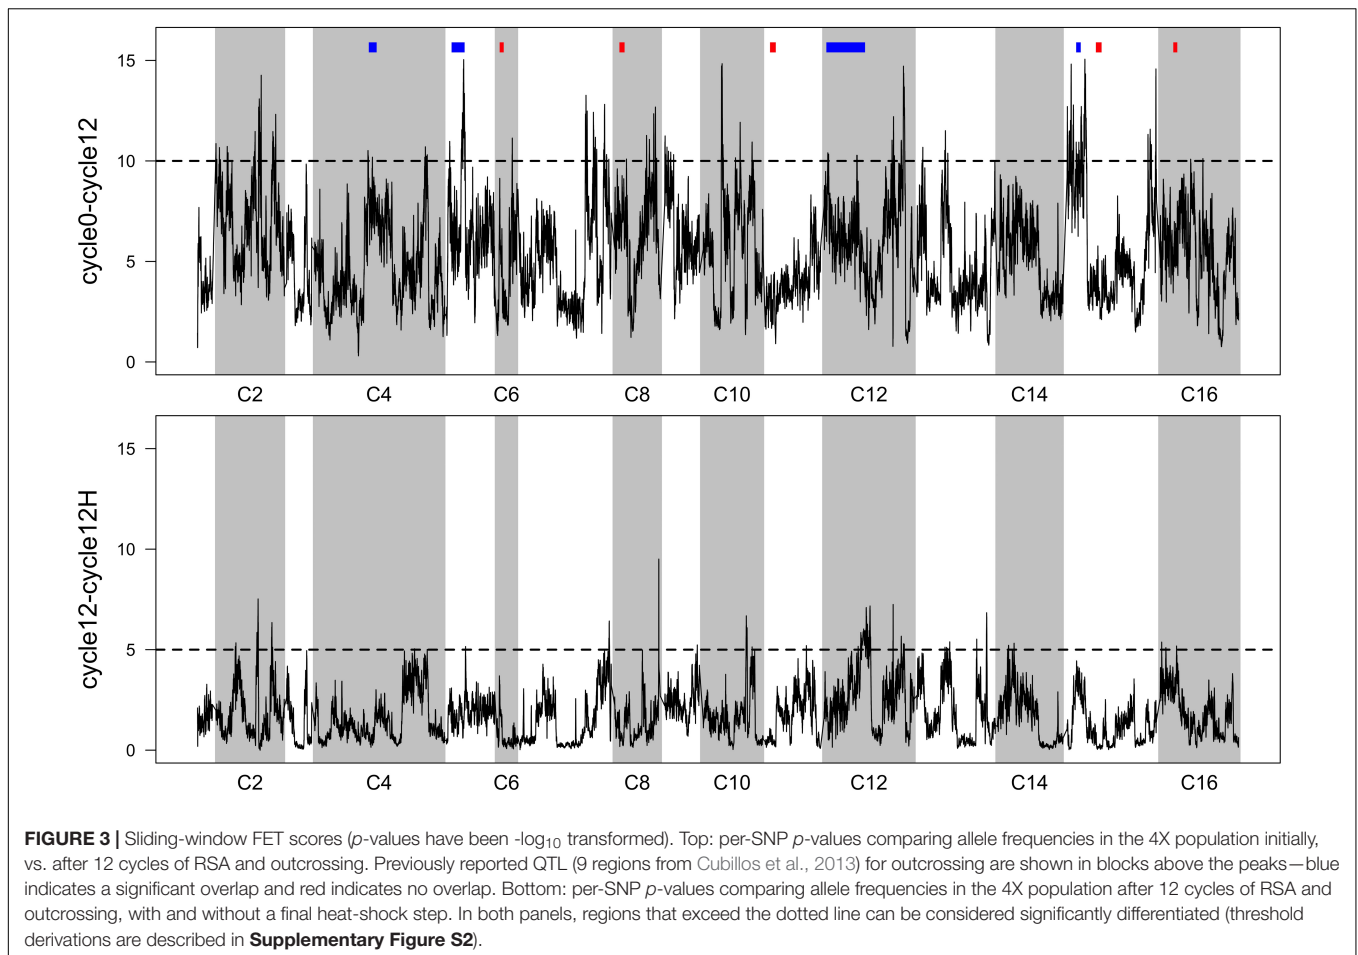 cycle0-cycle12
15
10
5
0
C2 C4 C6 C8 C10 C12 C14 C16
cycle12-cycle12H
15
10
5
0
C2 C4 C6 C8 C10 C12 C14 C16
FIGURE 3 | Sliding-window FET scores (p-values have been -log10 transformed). Top: per-SNP p-values comparing allele frequencies in the 4X population initially,
vs. after 12 cycles of RSA and outcrossing. Previously reported QTL (9 regions from Cubillos et al., 2013) for outcrossing are shown in blocks above the peaks—blue
indicates a significant overlap and red indicates no overlap. Bottom: per-SNP p-values comparing allele frequencies in the 4X population after 12 cycles of RSA and
outcrossing, with and without a final heat-shock step. In both panels, regions that exceed the dotted line can be considered significantly differentiated (threshold
derivations are described in Supplementary Figure S2).